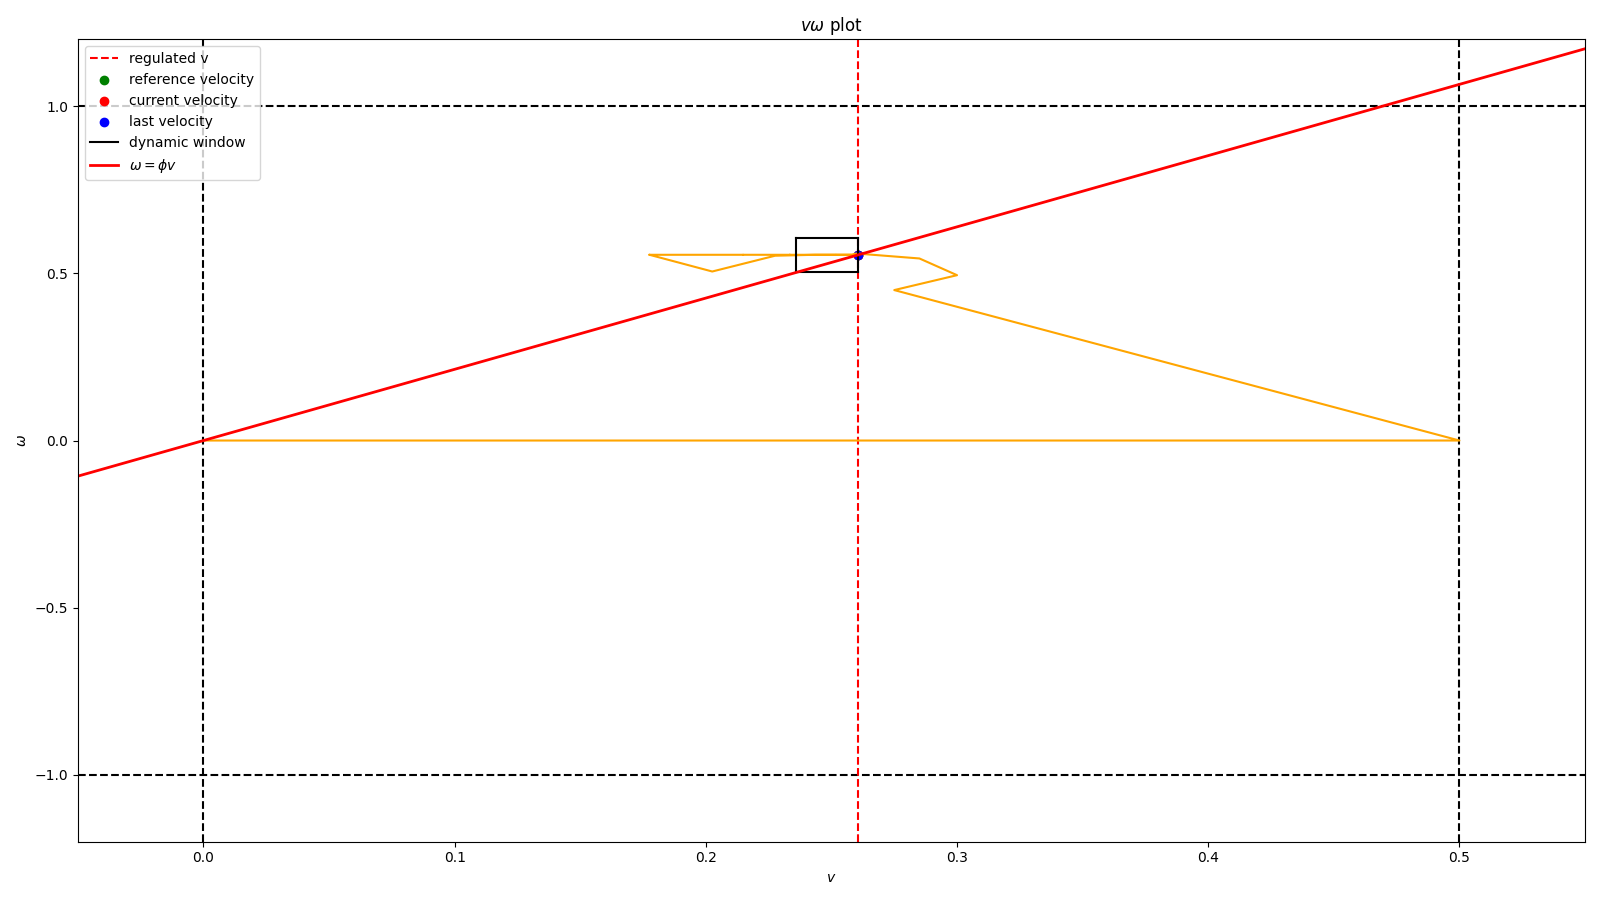 vω plot
regulated v
reference velocity
current velocity
last velocity
dynamic window
ω = ϕv
1.0
0.5
0.0
−0.5
−1.0
ω
0.0 0.1 0.2 0.3 0.4 0.5
v